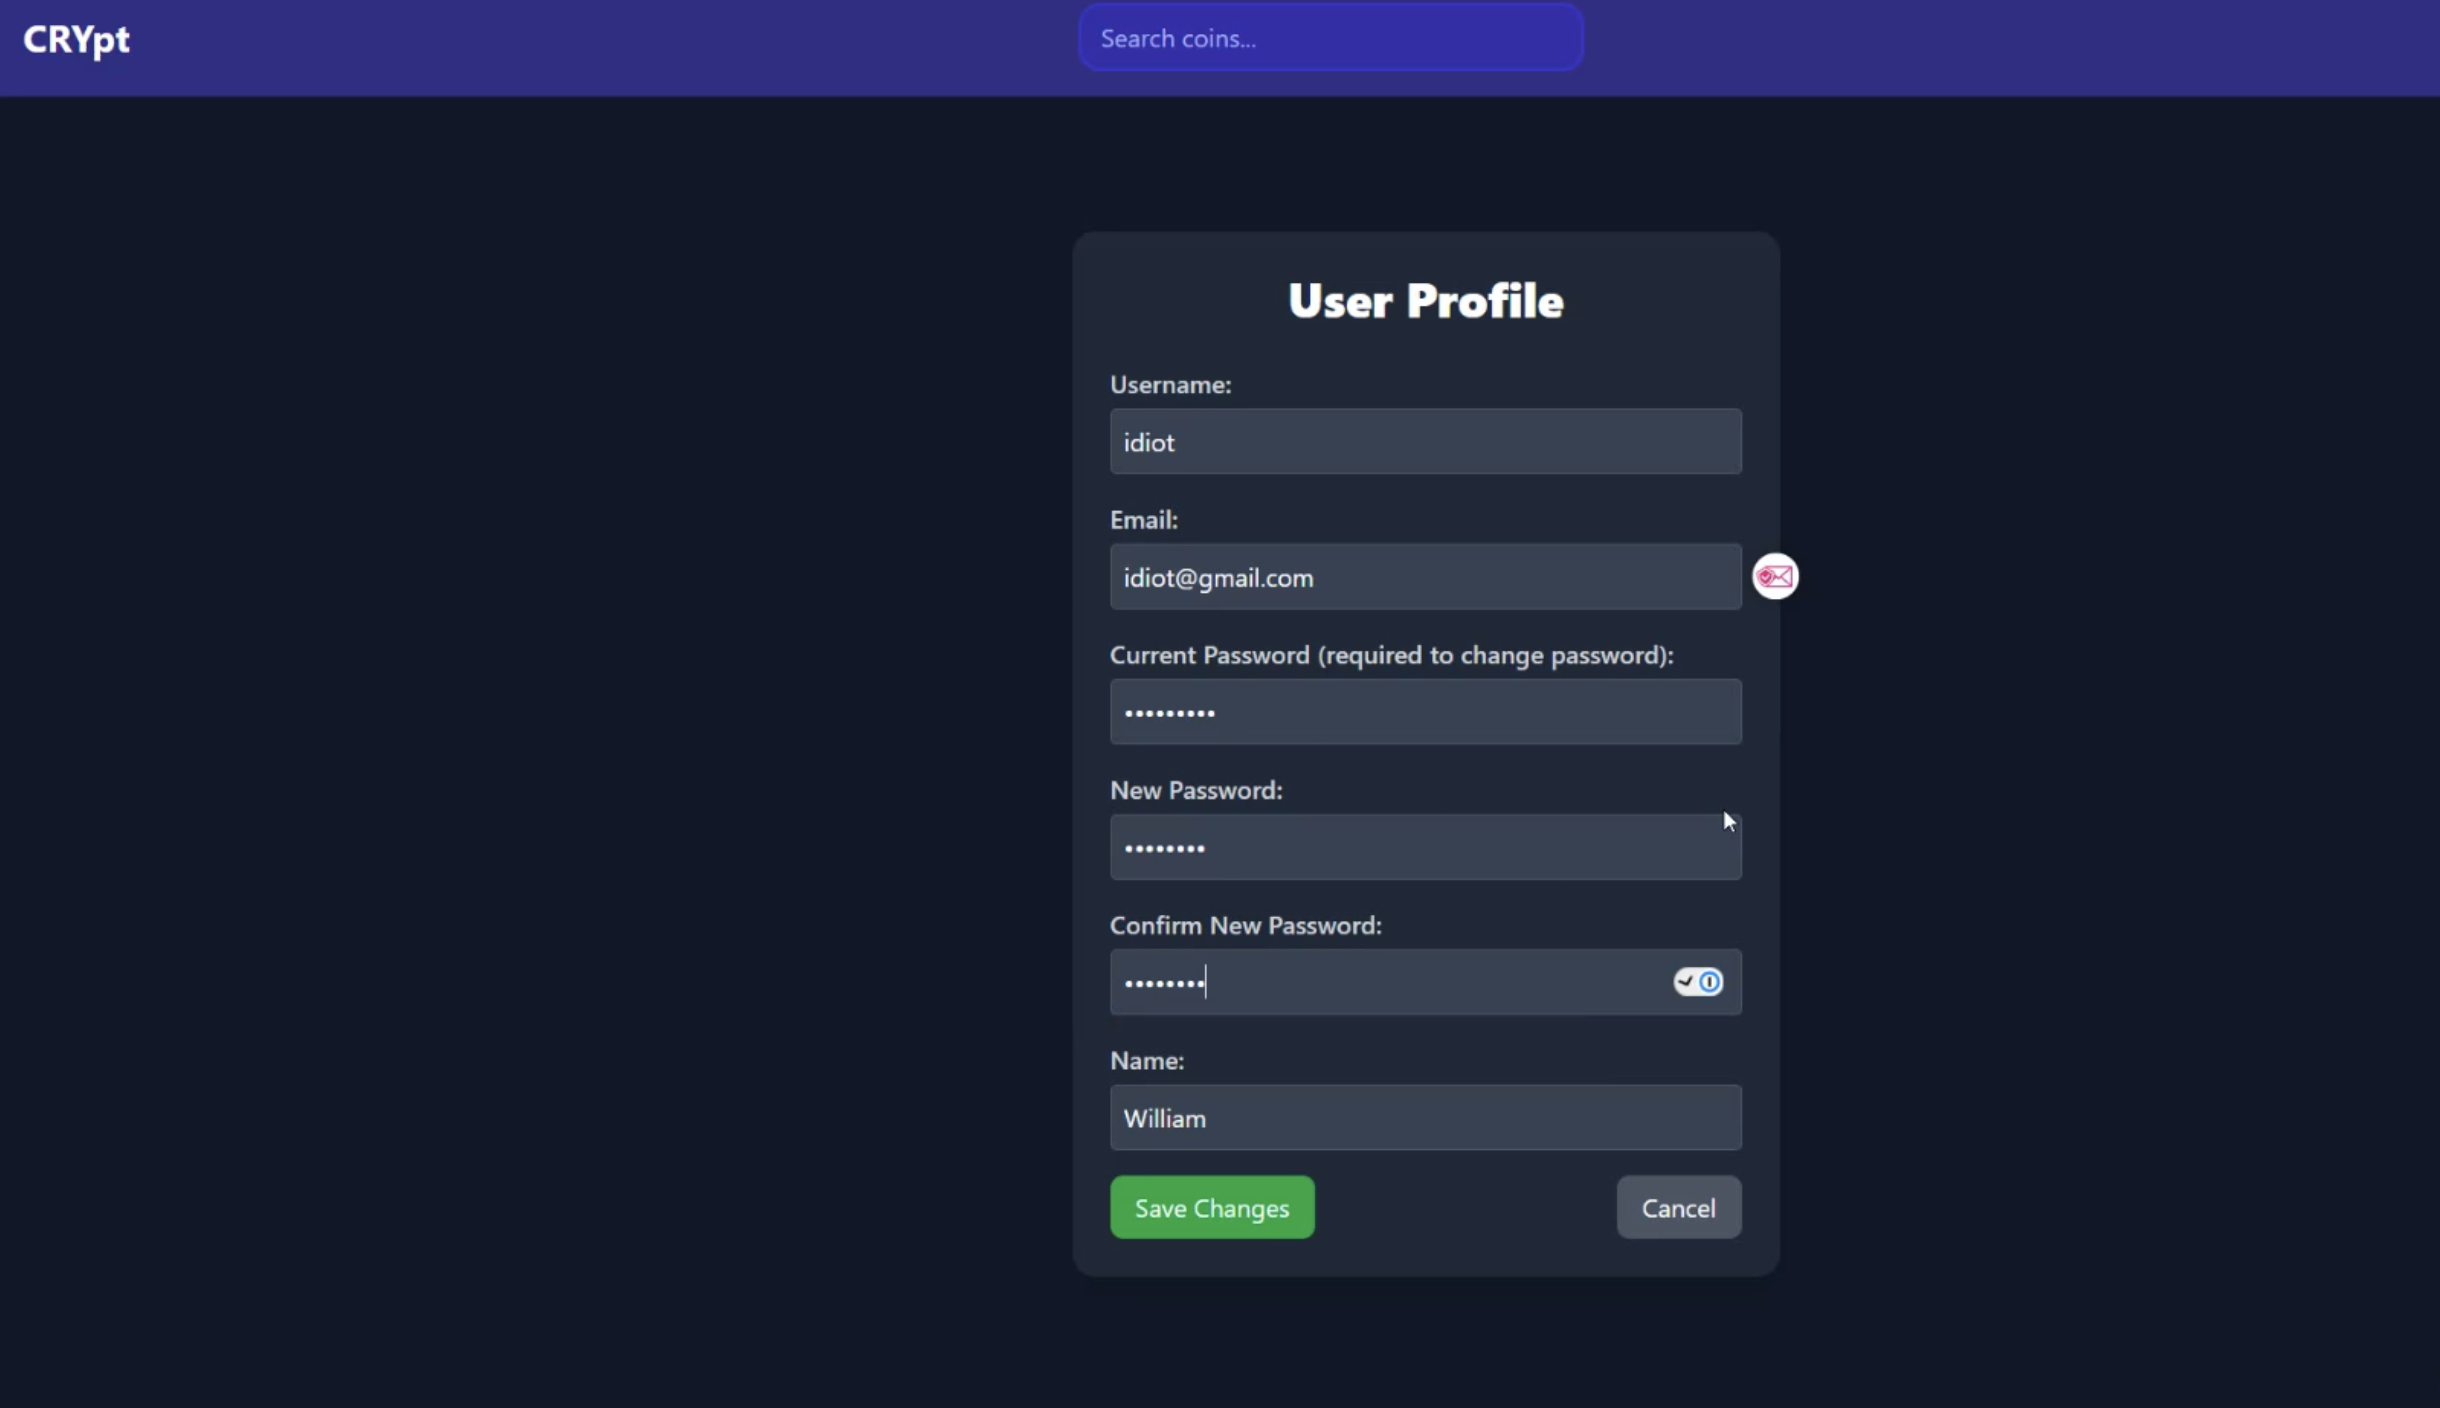 CRYpt
Search coins...
User Profile
Username:
idiot
Email:
idiot@gmail.com
Current Password (required to change password):
•••••••••
New Password:
••••••••
Confirm New Password:
••••••••
Name:
William
Save Changes
Cancel